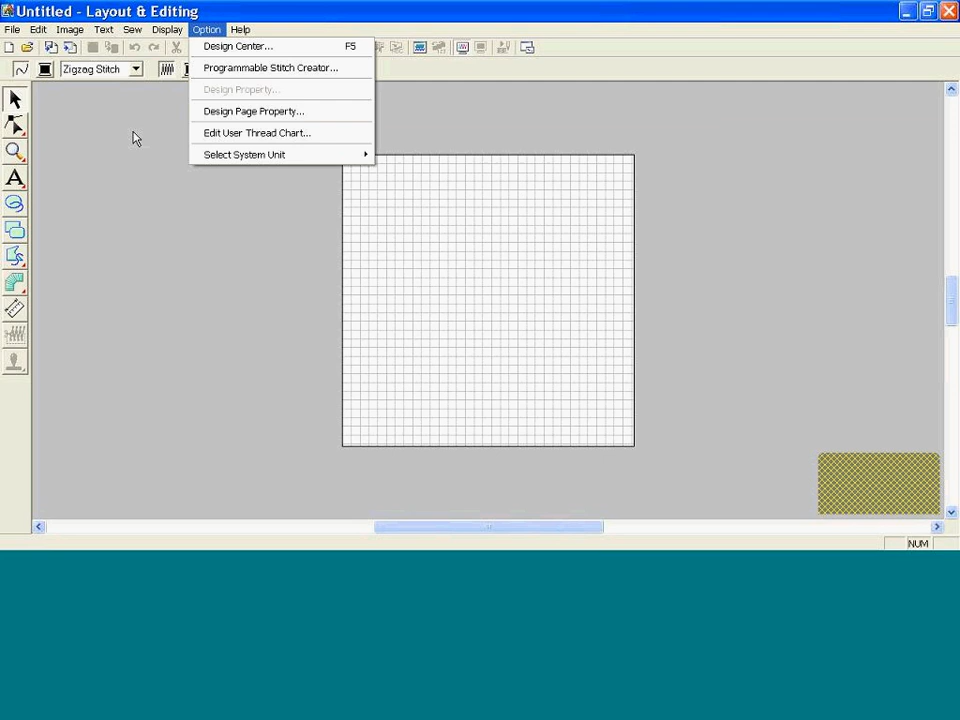 Untitled - Layout & Editing
File Edit Image Text Sew Display Option Help
Design Center... F5
Zigzag Stitch
Programmable Stitch Creator...
Design Property...
Design Page Property...
Edit User Thread Chart...
Select System Unit
A
NUM